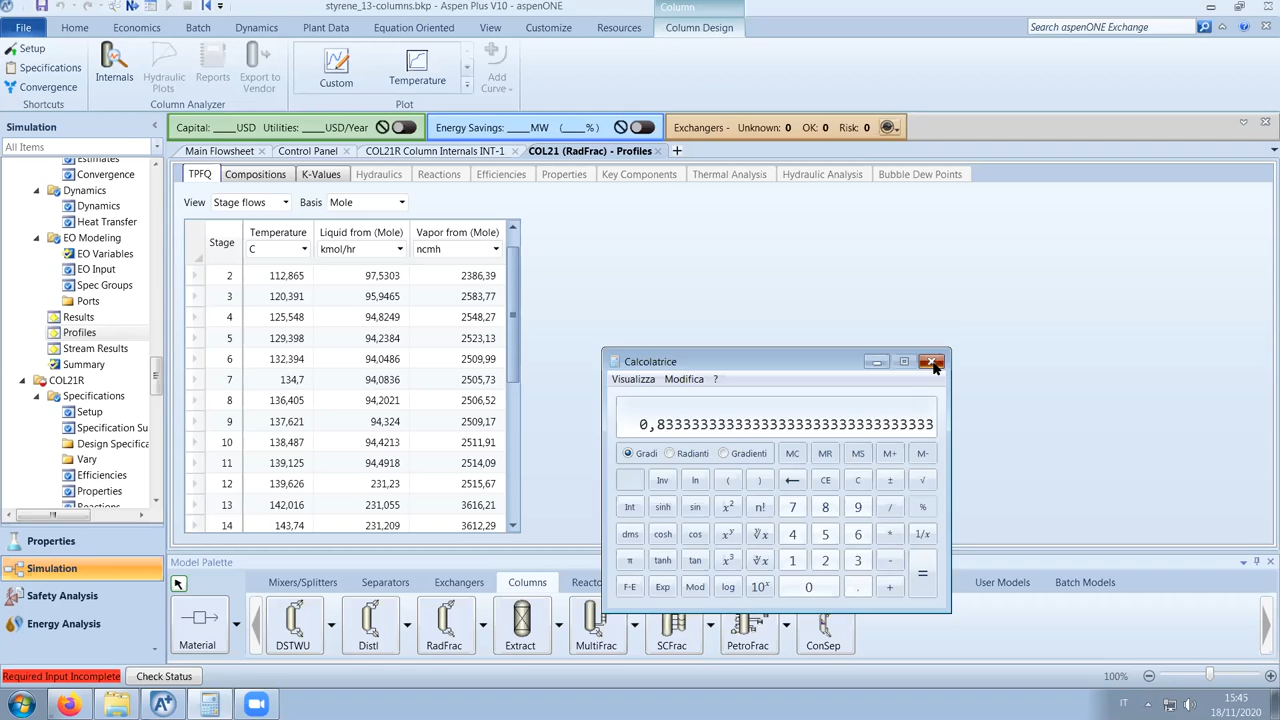 styrene_13-columns.bkp - Aspen Plus V10 - aspenONE
Column
File Home Economics Batch Dynamics Plant Data Equation Oriented View Customize Resources Column Design Search aspenONE Exchange
Setup
Specifications
Convergence
Shortcuts
Internals
Hydraulic Plots
Reports
Export to Vendor
Column Analyzer
Custom
Temperature
Add Curve
Plot
Simulation
All Items
Capital: ____USD Utilities: ____USD/Year
Energy Savings: ____MW (____%)
Exchangers - Unknown: 0 OK: 0 Risk: 0
Main Flowsheet Control Panel COL21R Column Internals INT-1 COL21 (RadFrac) - Profiles +
TPFQ Compositions K-Values Hydraulics Reactions Efficiencies Properties Key Components Thermal Analysis Hydraulic Analysis Bubble Dew Points
View Stage flows Basis Mole
Stage Temperature Liquid from (Mole) Vapor from (Mole)
C kmol/hr ncmh
2 112,865 97,5303 2386,39
3 120,391 95,9465 2583,77
4 125,548 94,8249 2548,27
5 129,398 94,2384 2523,13
6 132,394 94,0486 2509,99
7 134,7 94,0836 2505,73
8 136,405 94,2021 2506,52
9 137,621 94,324 2509,17
10 138,487 94,4213 2511,91
11 139,125 94,4918 2514,09
12 139,626 231,23 2515,67
13 142,016 231,055 3616,21
14 143,74 231,209 3612,29
Estimates
Convergence
Dynamics
Dynamics
Heat Transfer
EO Modeling
EO Variables
EO Input
Spec Groups
Ports
Results
Profiles
Stream Results
Summary
COL21R
Specifications
Setup
Specification Su
Design Specifica
Vary
Efficiencies
Properties
Reactions
Properties
Simulation
Safety Analysis
Energy Analysis
Calcolatrice
Visualizza Modifica ?
0,83333333333333333333333333333333
Gradi Radianti Gradienti MC MR MS M+ M-
Inv ln ( ) ← CE C ± √
Int sinh sin x² n! 7 8 9 / %
dms cosh cos xʸ ʸ√x 4 5 6 * 1/x
π tanh tan x³ ³√x 1 2 3 - =
F-E Exp Mod log 10ˣ 0 . +
Model Palette
Mixers/Splitters Separators Exchangers Columns Reacto User Models Batch Models
Material DSTWU Distl RadFrac Extract MultiFrac SCFrac PetroFrac ConSep
Required Input Incomplete Check Status 100%
IT
15:45
18/11/2020